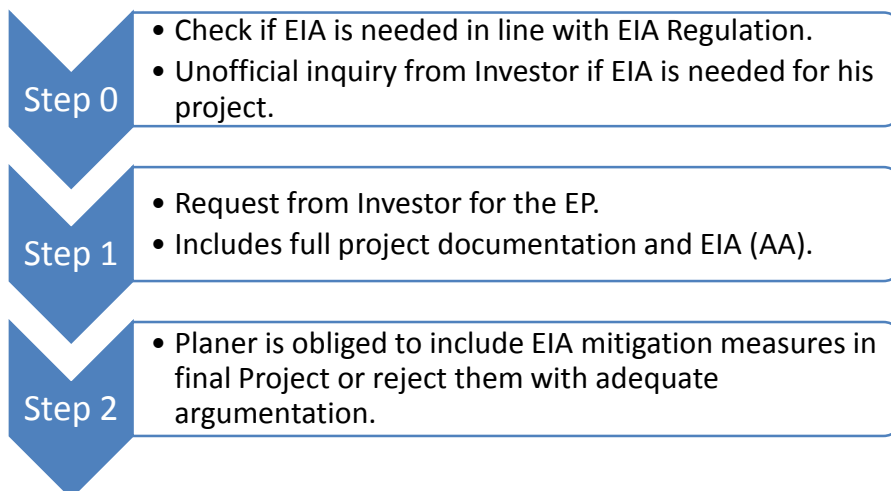 Step 0
• Check if EIA is needed in line with EIA Regulation.
• Unofficial inquiry from Investor if EIA is needed for his
project.
Step 1
• Request from Investor for the EP.
• Includes full project documentation and EIA (AA).
Step 2
• Planer is obliged to include EIA mitigation measures in
final Project or reject them with adequate
argumentation.